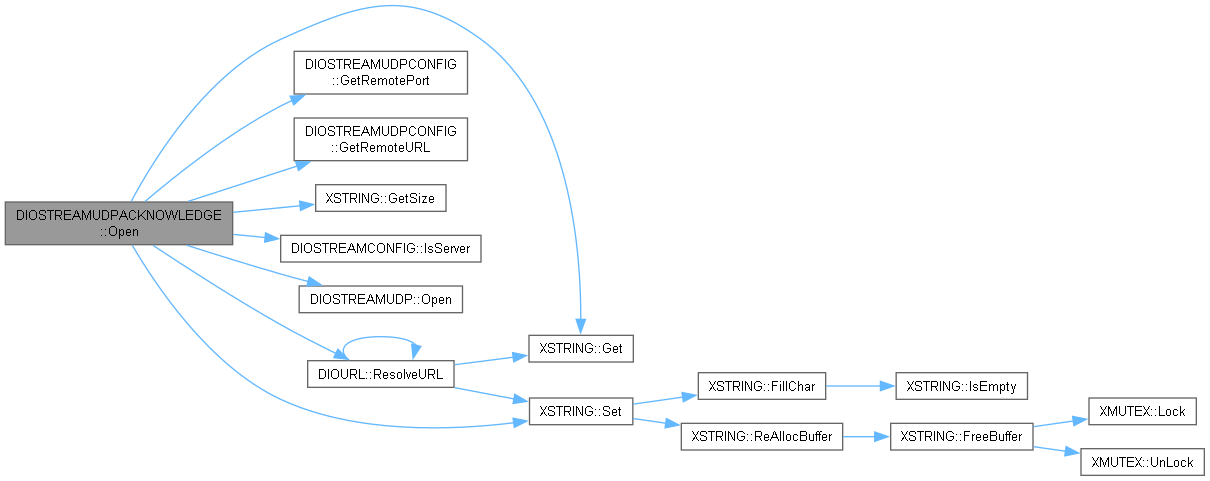 DIOSTREAMUDPACKNOWLEDGE
::Open
DIOSTREAMUDPCONFIG
::GetRemotePort
DIOSTREAMUDPCONFIG
::GetRemoteURL
XSTRING::GetSize
DIOSTREAMCONFIG::IsServer
DIOSTREAMUDP::Open
DIOURL::ResolveURL
XSTRING::Get
XSTRING::Set
XSTRING::FillChar
XSTRING::ReAllocBuffer
XSTRING::IsEmpty
XSTRING::FreeBuffer
XMUTEX::Lock
XMUTEX::UnLock